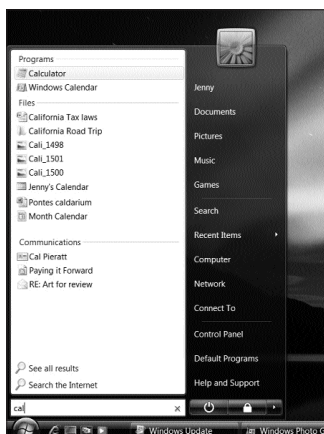 Programs
Calculator
Windows Calendar
Files
California Tax laws
California Road Trip
Cali_1498
Cali_1501
Cali_1500
Jenny's Calendar
Pontes caldarium
Month Calendar
Communications
Cal Pieratt
Paying it Forward
RE: Art for review
See all results
Search the Internet
cal
Jenny
Documents
Pictures
Music
Games
Search
Recent Items
Computer
Network
Connect To
Control Panel
Default Programs
Help and Support
Windows Update
Windows Photo G